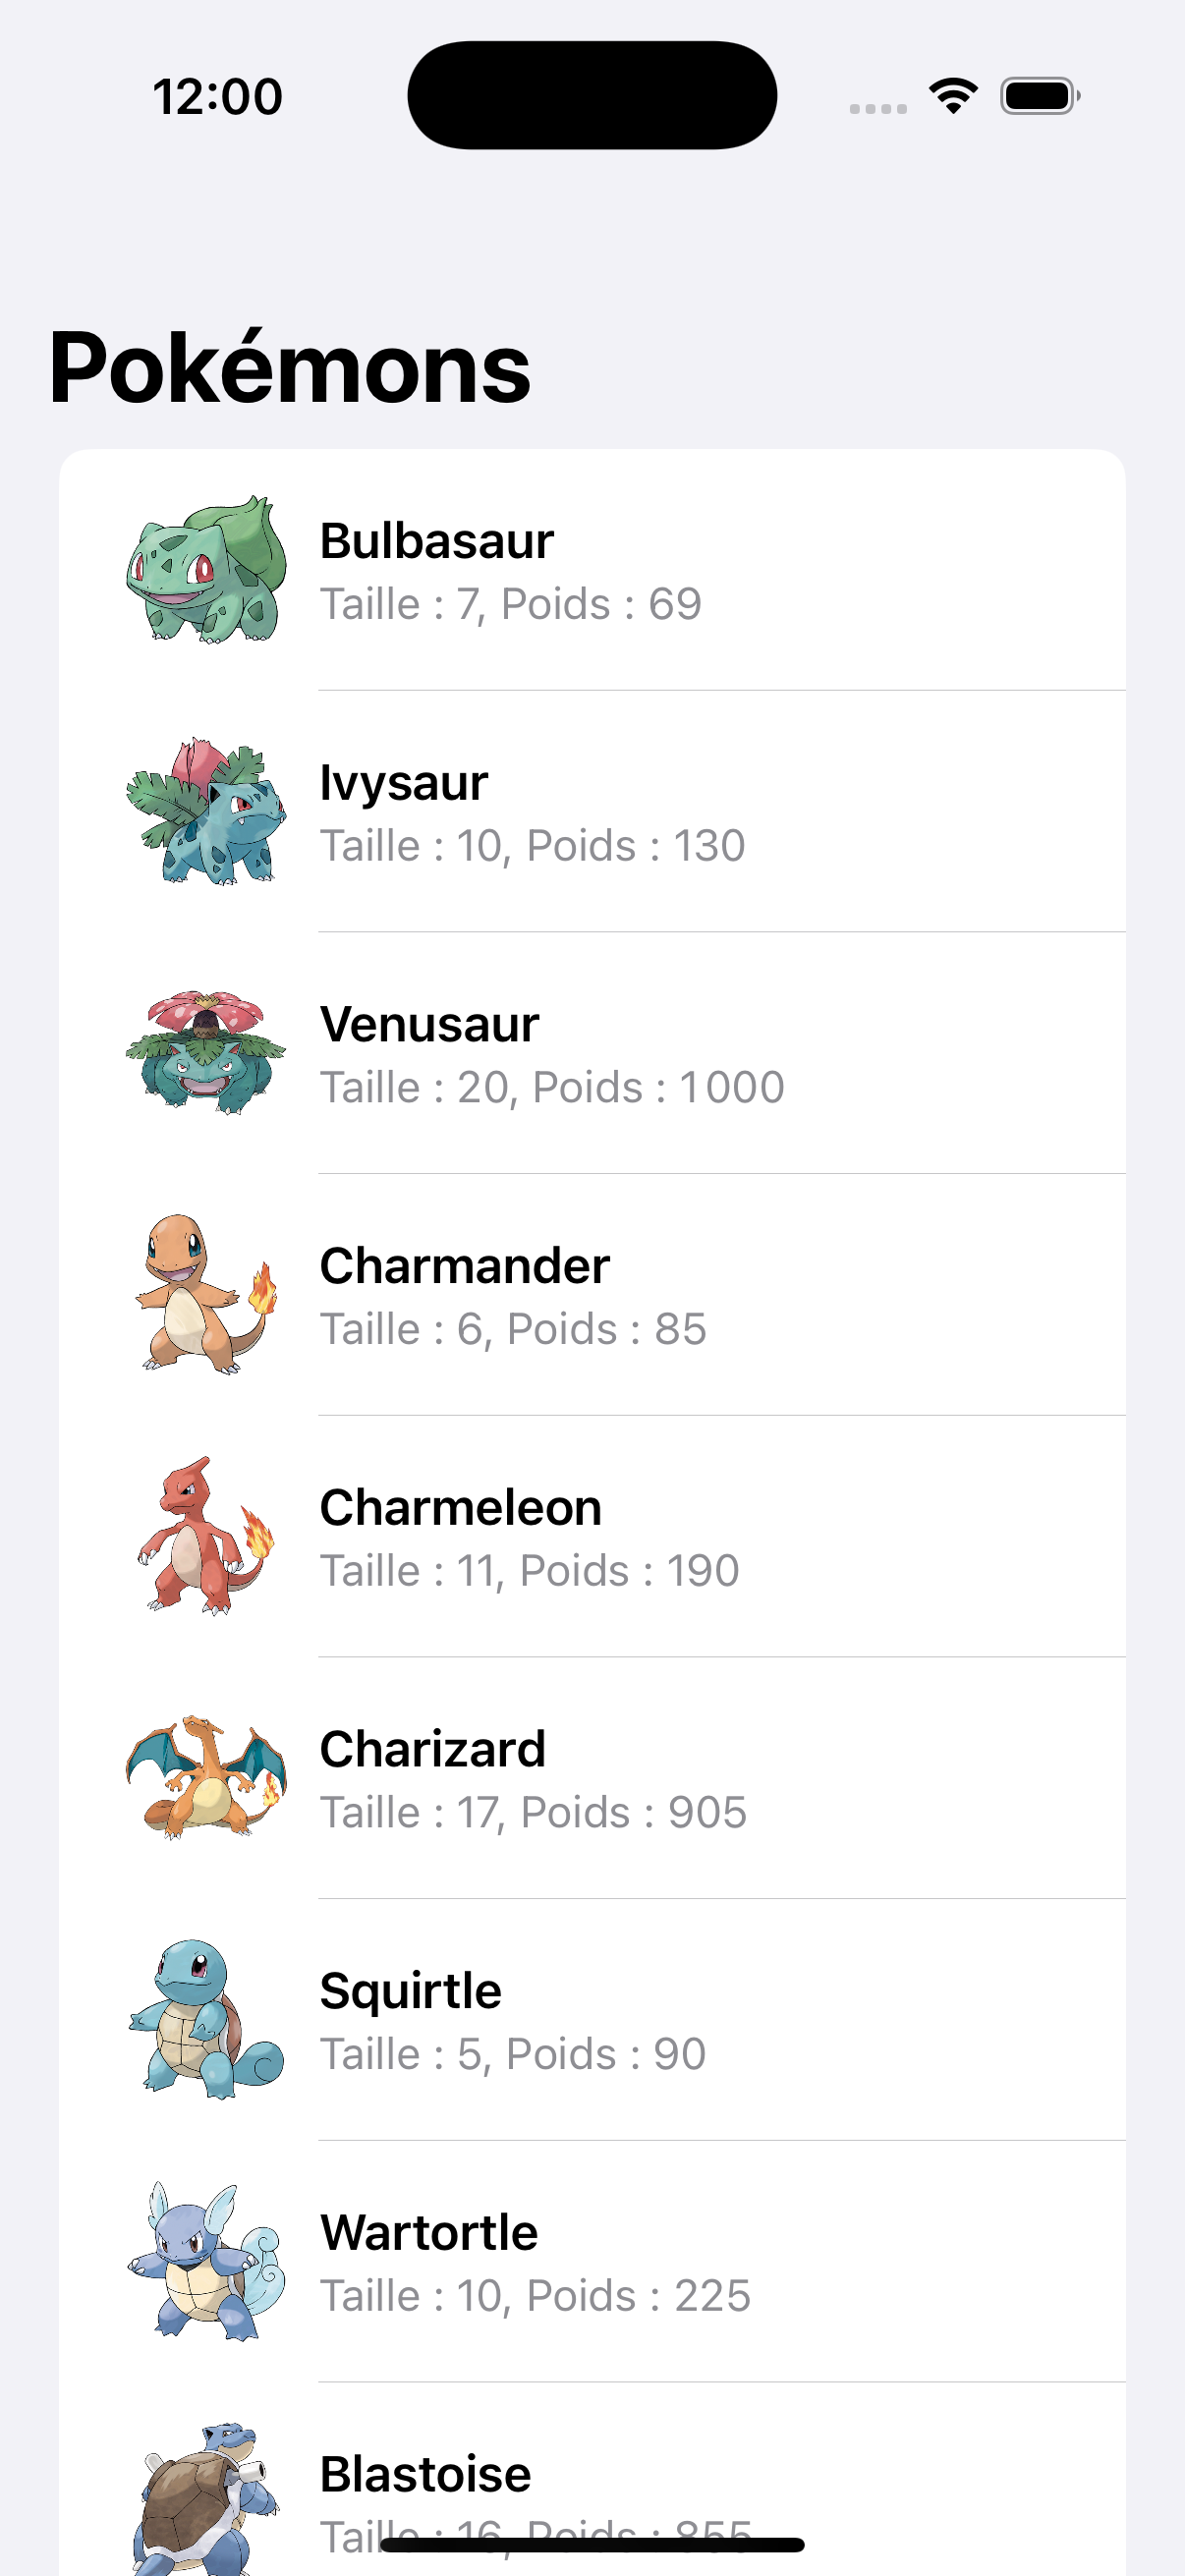 12:00
Pokémons
Bulbasaur
Taille : 7, Poids : 69
Ivysaur
Taille : 10, Poids : 130
Venusaur
Taille : 20, Poids : 1 000
Charmander
Taille : 6, Poids : 85
Charmeleon
Taille : 11, Poids : 190
Charizard
Taille : 17, Poids : 905
Squirtle
Taille : 5, Poids : 90
Wartortle
Taille : 10, Poids : 225
Blastoise
Taille : 16, Poids : 855